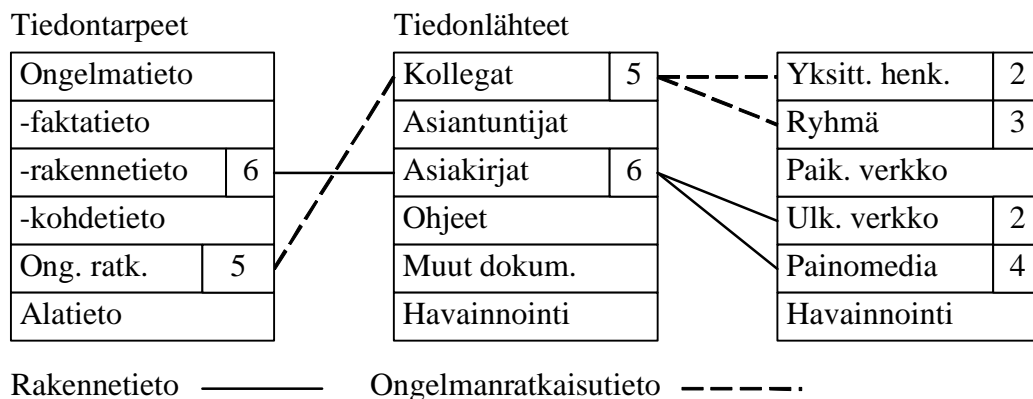 Tiedontarpeet Tiedonlähteet
Ongelmatieto Kollegat 5 Yksitt. henk. 2
-faktatieto Asiantuntijat Ryhmä 3
-rakennetieto 6 Asiakirjat 6 Paik. verkko
-kohdetieto Ohjeet Ulk. verkko 2
Ong. ratk. 5 Muut dokum. Painomedia 4
Alatieto Havainnointi Havainnointi
Rakennetieto Ongelmanratkaisutieto